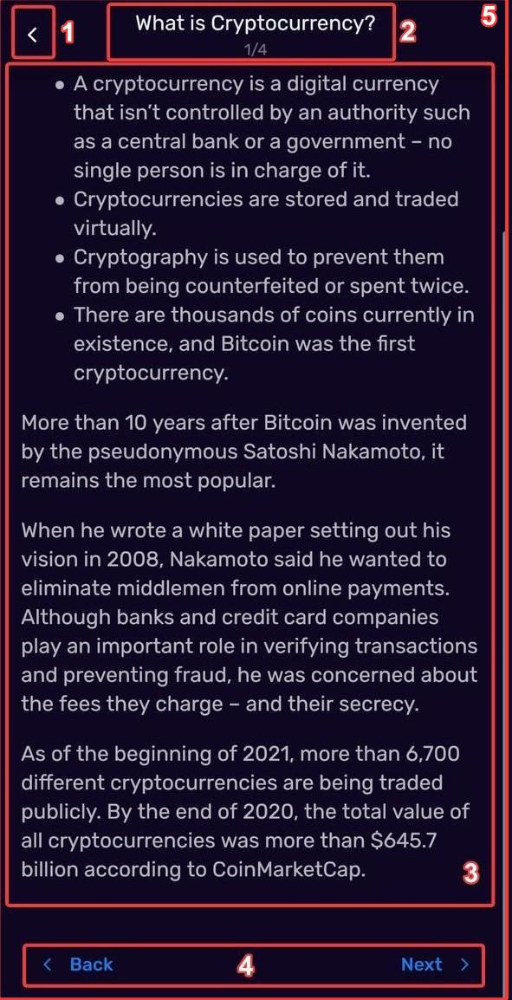 1
What is Cryptocurrency?
2
5
1/4
• A cryptocurrency is a digital currency
that isn’t controlled by an authority such
as a central bank or a government – no
single person is in charge of it.
• Cryptocurrencies are stored and traded
virtually.
• Cryptography is used to prevent them
from being counterfeited or spent twice.
• There are thousands of coins currently in
existence, and Bitcoin was the first
cryptocurrency.
More than 10 years after Bitcoin was invented
by the pseudonymous Satoshi Nakamoto, it
remains the most popular.
When he wrote a white paper setting out his
vision in 2008, Nakamoto said he wanted to
eliminate middlemen from online payments.
Although banks and credit card companies
play an important role in verifying transactions
and preventing fraud, he was concerned about
the fees they charge – and their secrecy.
As of the beginning of 2021, more than 6,700
different cryptocurrencies are being traded
publicly. By the end of 2020, the total value of
all cryptocurrencies was more than $645.7
billion according to CoinMarketCap.
3
Back
4
Next